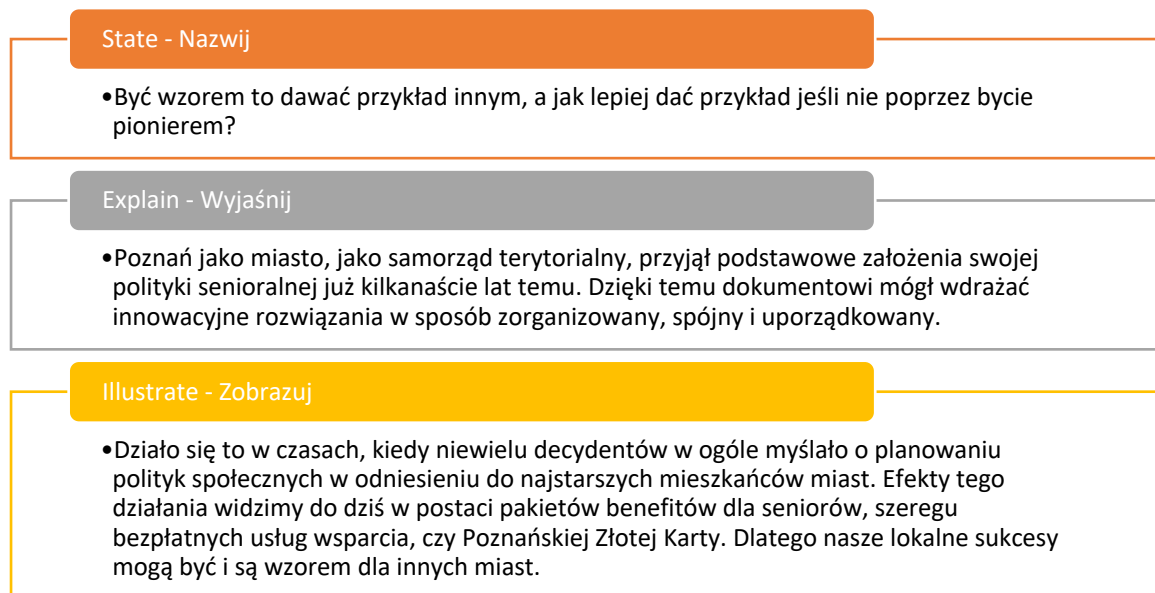 State - Nazwij
•Być wzorem to dawać przykład innym, a jak lepiej dać przykład jeśli nie poprzez bycie
pionierem?
Explain - Wyjaśnij
•Poznań jako miasto, jako samorząd terytorialny, przyjął podstawowe założenia swojej
polityki senioralnej już kilkanaście lat temu. Dzięki temu dokumentowi mógł wdrażać
innowacyjne rozwiązania w sposób zorganizowany, spójny i uporządkowany.
Illustrate - Zobrazuj
•Działo się to w czasach, kiedy niewielu decydentów w ogóle myślało o planowaniu
polityk społecznych w odniesieniu do najstarszych mieszkańców miast. Efekty tego
działania widzimy do dziś w postaci pakietów benefitów dla seniorów, szeregu
bezpłatnych usług wsparcia, czy Poznańskiej Złotej Karty. Dlatego nasze lokalne sukcesy
mogą być i są wzorem dla innych miast.